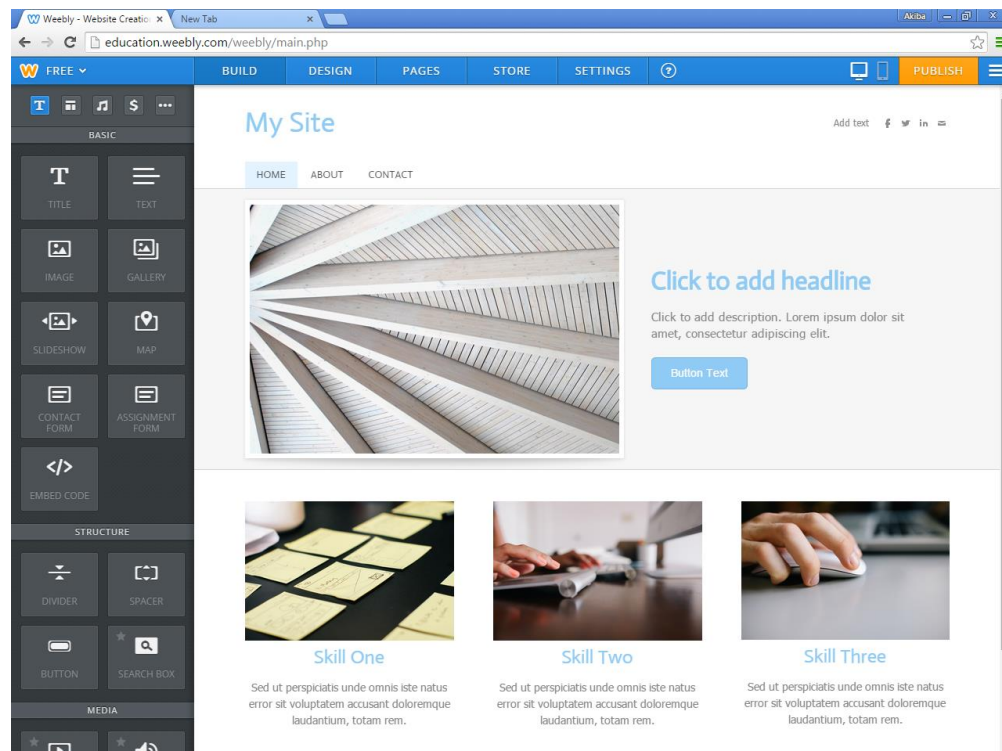 Weebly - Website Creatio
New Tab
Akiba
education.weebly.com/weebly/main.php
W FREE
BUILD
DESIGN
PAGES
STORE
SETTINGS
?
PUBLISH
T
$
BASIC
My Site
Add text
f
in
HOME
ABOUT
CONTACT
T
TITLE
TEXT
IMAGE
GALLERY
SLIDESHOW
MAP
CONTACT
FORM
ASSIGNMENT
FORM
</>
EMBED CODE
STRUCTURE
DIVIDER
SPACER
BUTTON
SEARCH BOX
MEDIA
Click to add headline
Click to add description. Lorem ipsum dolor sit
amet, consectetur adipiscing elit.
Button Text
Skill One
Sed ut perspiciatis unde omnis iste natus
error sit voluptatem accusant doloremque
laudantium, totam rem.
Skill Two
Sed ut perspiciatis unde omnis iste natus
error sit voluptatem accusant doloremque
laudantium, totam rem.
Skill Three
Sed ut perspiciatis unde omnis iste natus
error sit voluptatem accusant doloremque
laudantium, totam rem.